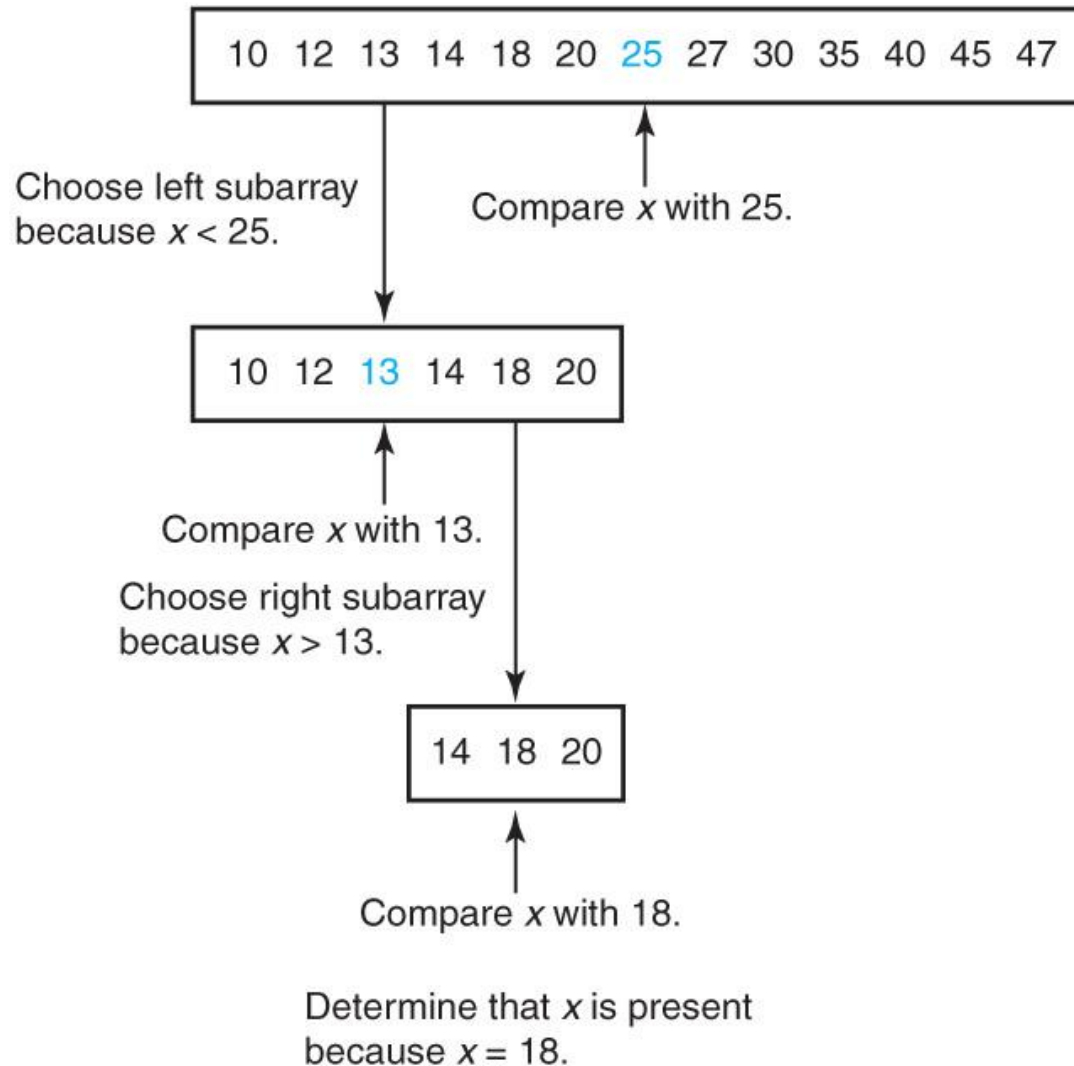 10 12 13 14 18 20 25 27 30 35 40 45 47
Choose left subarray
because x < 25.
Compare x with 25.
10 12 13 14 18 20
Compare x with 13.
Choose right subarray
because x > 13.
14 18 20
Compare x with 18.
Determine that x is present
because x = 18.